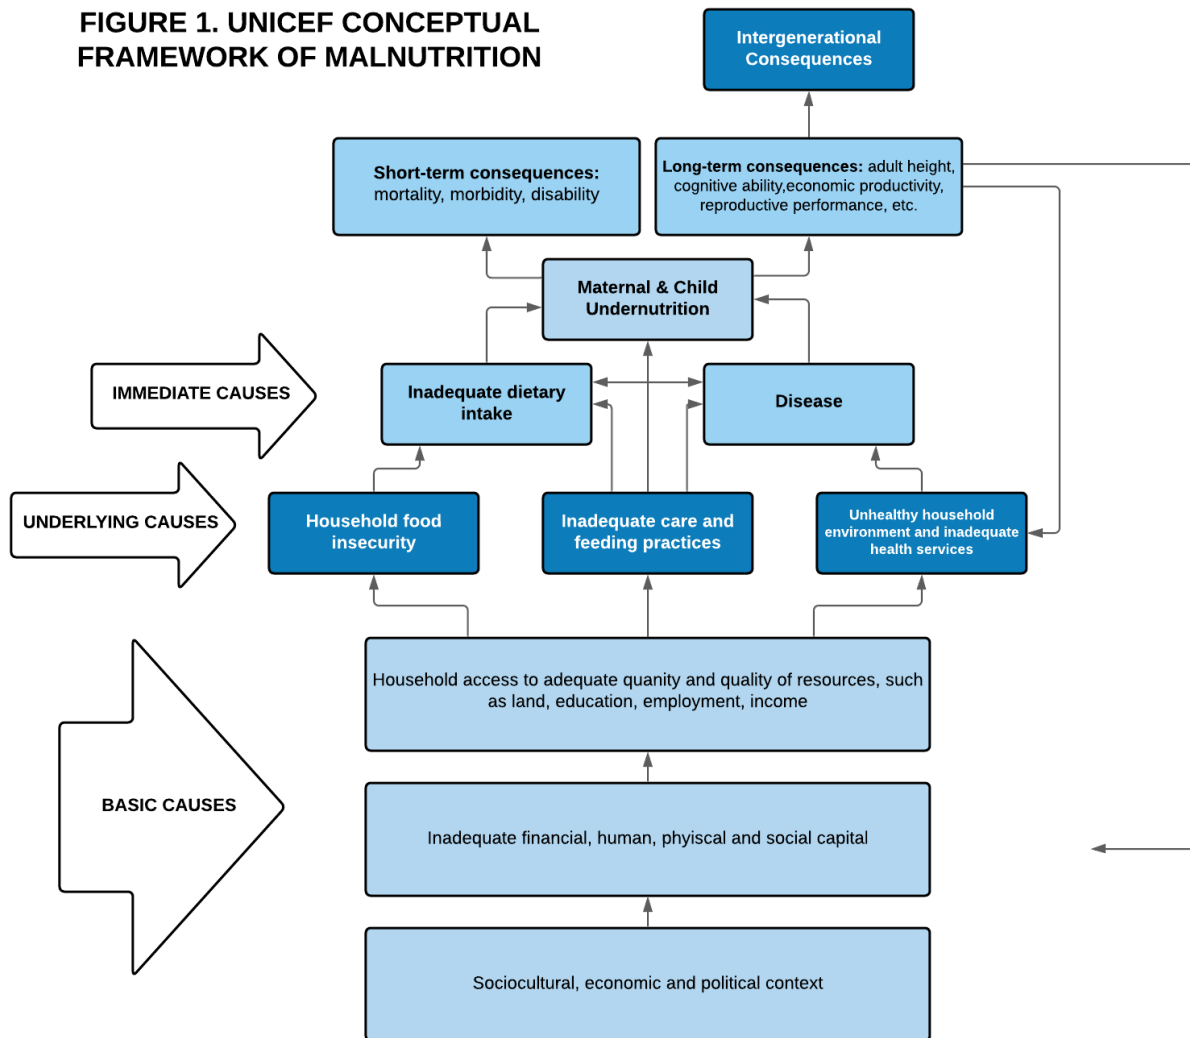 FIGURE 1. UNICEF CONCEPTUAL
FRAMEWORK OF MALNUTRITION
Intergenerational
Consequences
Short-term consequences:
mortality, morbidity, disability
Long-term consequences: adult height,
cognitive ability,economic productivity,
reproductive performance, etc.
Maternal & Child
Undernutrition
IMMEDIATE CAUSES
Inadequate dietary
intake
Disease
UNDERLYING CAUSES
Household food
insecurity
Inadequate care and
feeding practices
Unhealthy household
environment and inadequate
health services
BASIC CAUSES
Household access to adequate quanity and quality of resources, such
as land, education, employment, income
Inadequate financial, human, phyiscal and social capital
Sociocultural, economic and political context